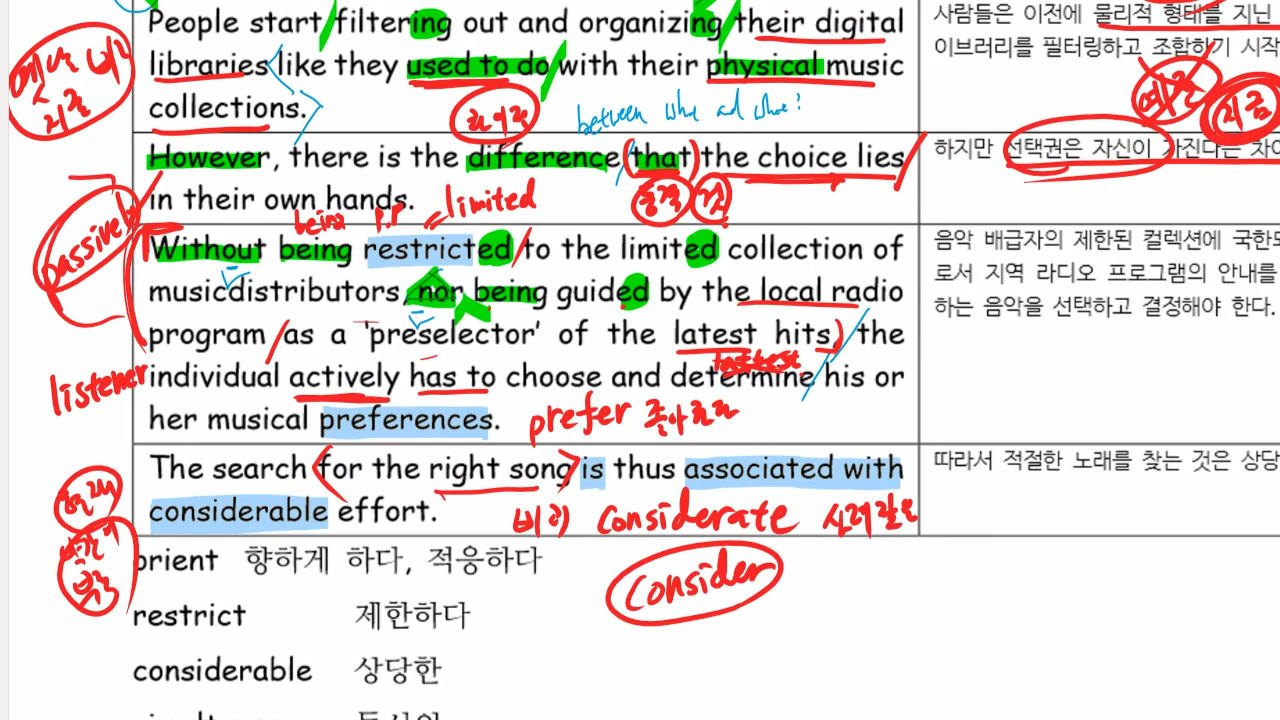 People start filtering out and organizing their digital
libraries like they used to do with their physical music
collections.
between who and who?
However, there is the difference (that) the choice lies
in their own hands.
being p.p = limited
Without being restricted to the limited collection of
music distributors, nor being guided by the local radio
program as a 'preselector' of the latest hits, the
individual actively has to choose and determine his or
her musical preferences.
prefer 좋아하다
The search for the right song is thus associated with
considerable effort.
비교 considerate 사려깊은
consider
passive
listener
사람들은 이전에 물리적 형태를 지닌
이브러리를 필터링하고 조합하기 시작
지금
하지만 선택권은 자신이 가진다는 차이
음악 배급자의 제한된 컬렉션에 국한되
로서 지역 라디오 프로그램의 안내를
하는 음악을 선택하고 결정해야 한다.
따라서 적절한 노래를 찾는 것은 상당
orient 향하게 하다, 적응하다
restrict 제한하다
considerable 상당한